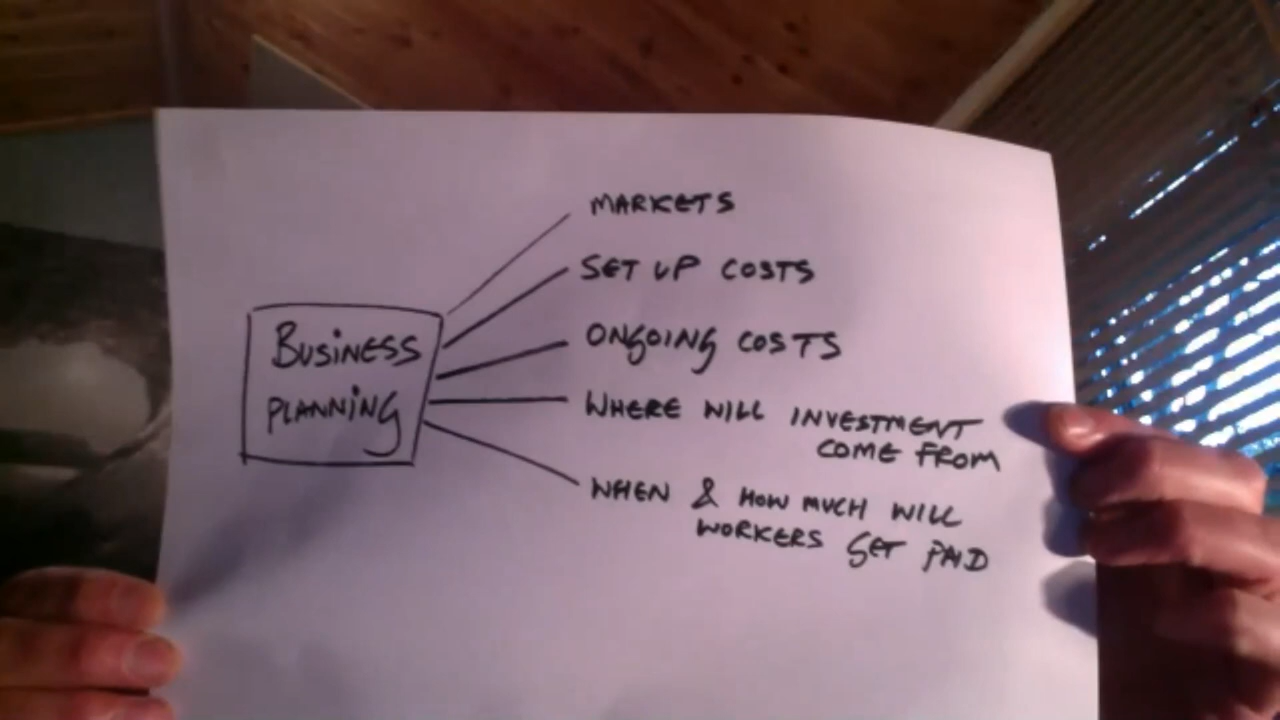 MARKETS
SET UP COSTS
ONGOING COSTS
BUSINESS
PLANNING
WHERE WILL INVESTMENT
COME FROM
WHEN & HOW MUCH WILL
WORKERS GET PAID